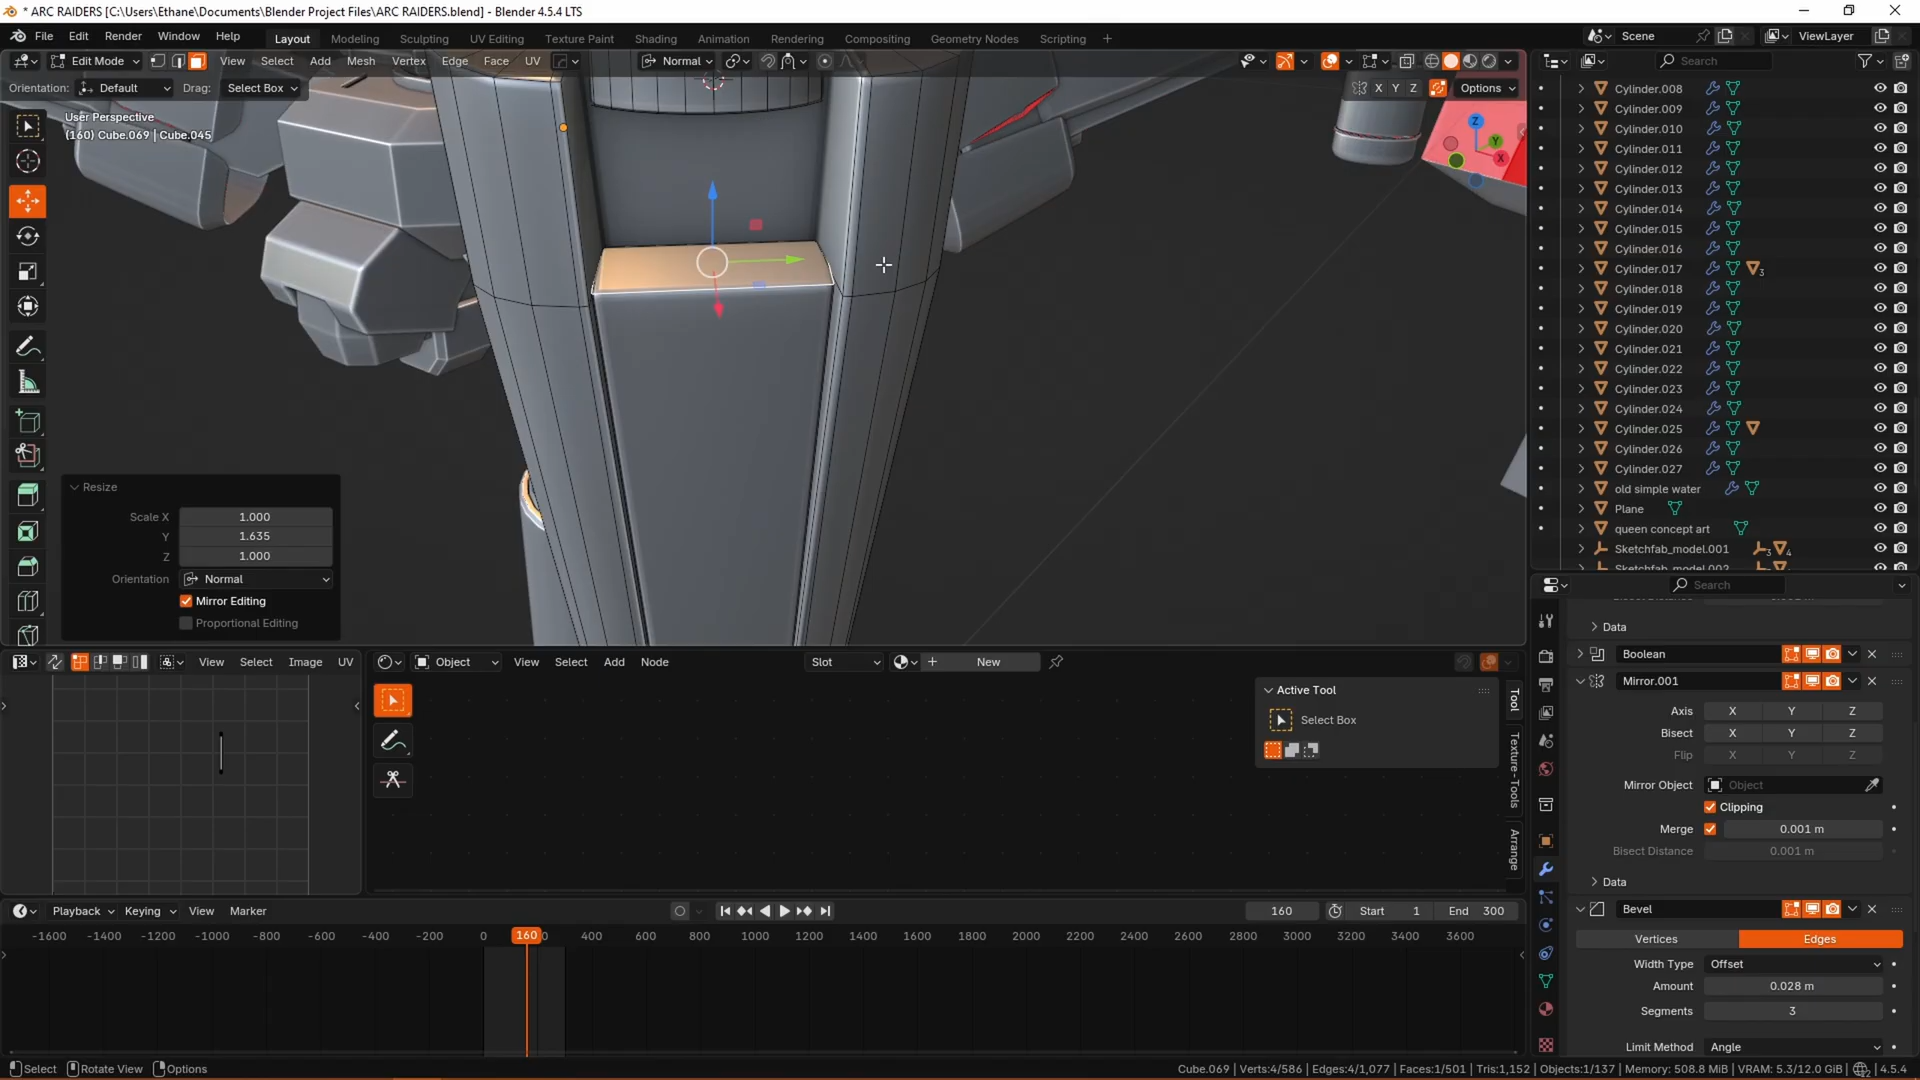 * ARC RAIDERS [C:\Users\Ethane\Documents\Blender Project Files\ARC RAIDERS.blend] - Blender 4.5.4 LTS
File Edit Render Window Help
Layout Modeling Sculpting UV Editing Texture Paint Shading Animation Rendering Compositing Geometry Nodes Scripting +
Scene ViewLayer
Edit Mode View Select Add Mesh Vertex Edge Face UV Normal
Search
Orientation: Default Drag: Select Box X Y Z Options
User Perspective
(160) Cube.069 | Cube.045
Z Y X
Cylinder.008
Cylinder.009
Cylinder.010
Cylinder.011
Cylinder.012
Cylinder.013
Cylinder.014
Cylinder.015
Cylinder.016
Cylinder.017 3
Cylinder.018
Cylinder.019
Cylinder.020
Cylinder.021
Cylinder.022
Cylinder.023
Cylinder.024
Cylinder.025
Cylinder.026
Cylinder.027
old simple water
Plane
queen concept art
Sketchfab_model.001 3 4
Sketchfab_model.002
Resize
Scale X 1.000
Y 1.635
Z 1.000
Orientation Normal
Mirror Editing
Proportional Editing
Search
Data
Boolean
Mirror.001
Axis X Y Z
Bisect X Y Z
Flip X Y Z
Mirror Object Object
Clipping
Merge 0.001 m
Bisect Distance 0.001 m
Data
Bevel
Vertices Edges
Width Type Offset
Amount 0.028 m
Segments 3
Limit Method Angle
View Select Image UV
Object View Select Add Node Slot New
Active Tool
Select Box
Tool
Texture-Tools
Arrange
Playback Keying View Marker 160 Start 1 End 300
-1600 -1400 -1200 -1000 -800 -600 -400 -200 0 160 400 600 800 1000 1200 1400 1600 1800 2000 2200 2400 2600 2800 3000 3200 3400 3600
Select Rotate View Options Cube.069 | Verts:4/586 | Edges:4/1,077 | Faces:1/501 | Tris:1,152 | Objects:1/137 | Memory: 508.8 MiB | VRAM: 5.3/12.0 GiB | 4.5.4